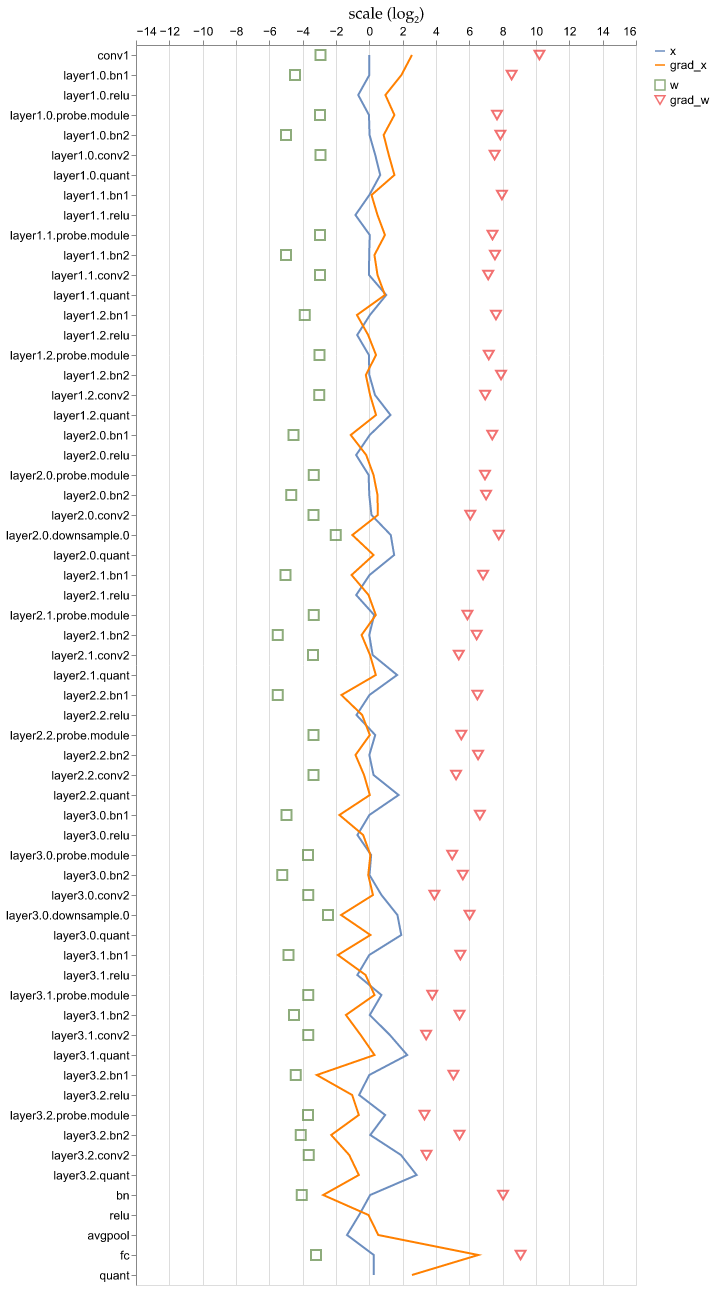 scale (log₂)
−14 −12 −10 −8 −6 −4 −2 0 2 4 6 8 10 12 14 16
x
grad_x
w
grad_w
conv1
layer1.0.bn1
layer1.0.relu
layer1.0.probe.module
layer1.0.bn2
layer1.0.conv2
layer1.0.quant
layer1.1.bn1
layer1.1.relu
layer1.1.probe.module
layer1.1.bn2
layer1.1.conv2
layer1.1.quant
layer1.2.bn1
layer1.2.relu
layer1.2.probe.module
layer1.2.bn2
layer1.2.conv2
layer1.2.quant
layer2.0.bn1
layer2.0.relu
layer2.0.probe.module
layer2.0.bn2
layer2.0.conv2
layer2.0.downsample.0
layer2.0.quant
layer2.1.bn1
layer2.1.relu
layer2.1.probe.module
layer2.1.bn2
layer2.1.conv2
layer2.1.quant
layer2.2.bn1
layer2.2.relu
layer2.2.probe.module
layer2.2.bn2
layer2.2.conv2
layer2.2.quant
layer3.0.bn1
layer3.0.relu
layer3.0.probe.module
layer3.0.bn2
layer3.0.conv2
layer3.0.downsample.0
layer3.0.quant
layer3.1.bn1
layer3.1.relu
layer3.1.probe.module
layer3.1.bn2
layer3.1.conv2
layer3.1.quant
layer3.2.bn1
layer3.2.relu
layer3.2.probe.module
layer3.2.bn2
layer3.2.conv2
layer3.2.quant
bn
relu
avgpool
fc
quant